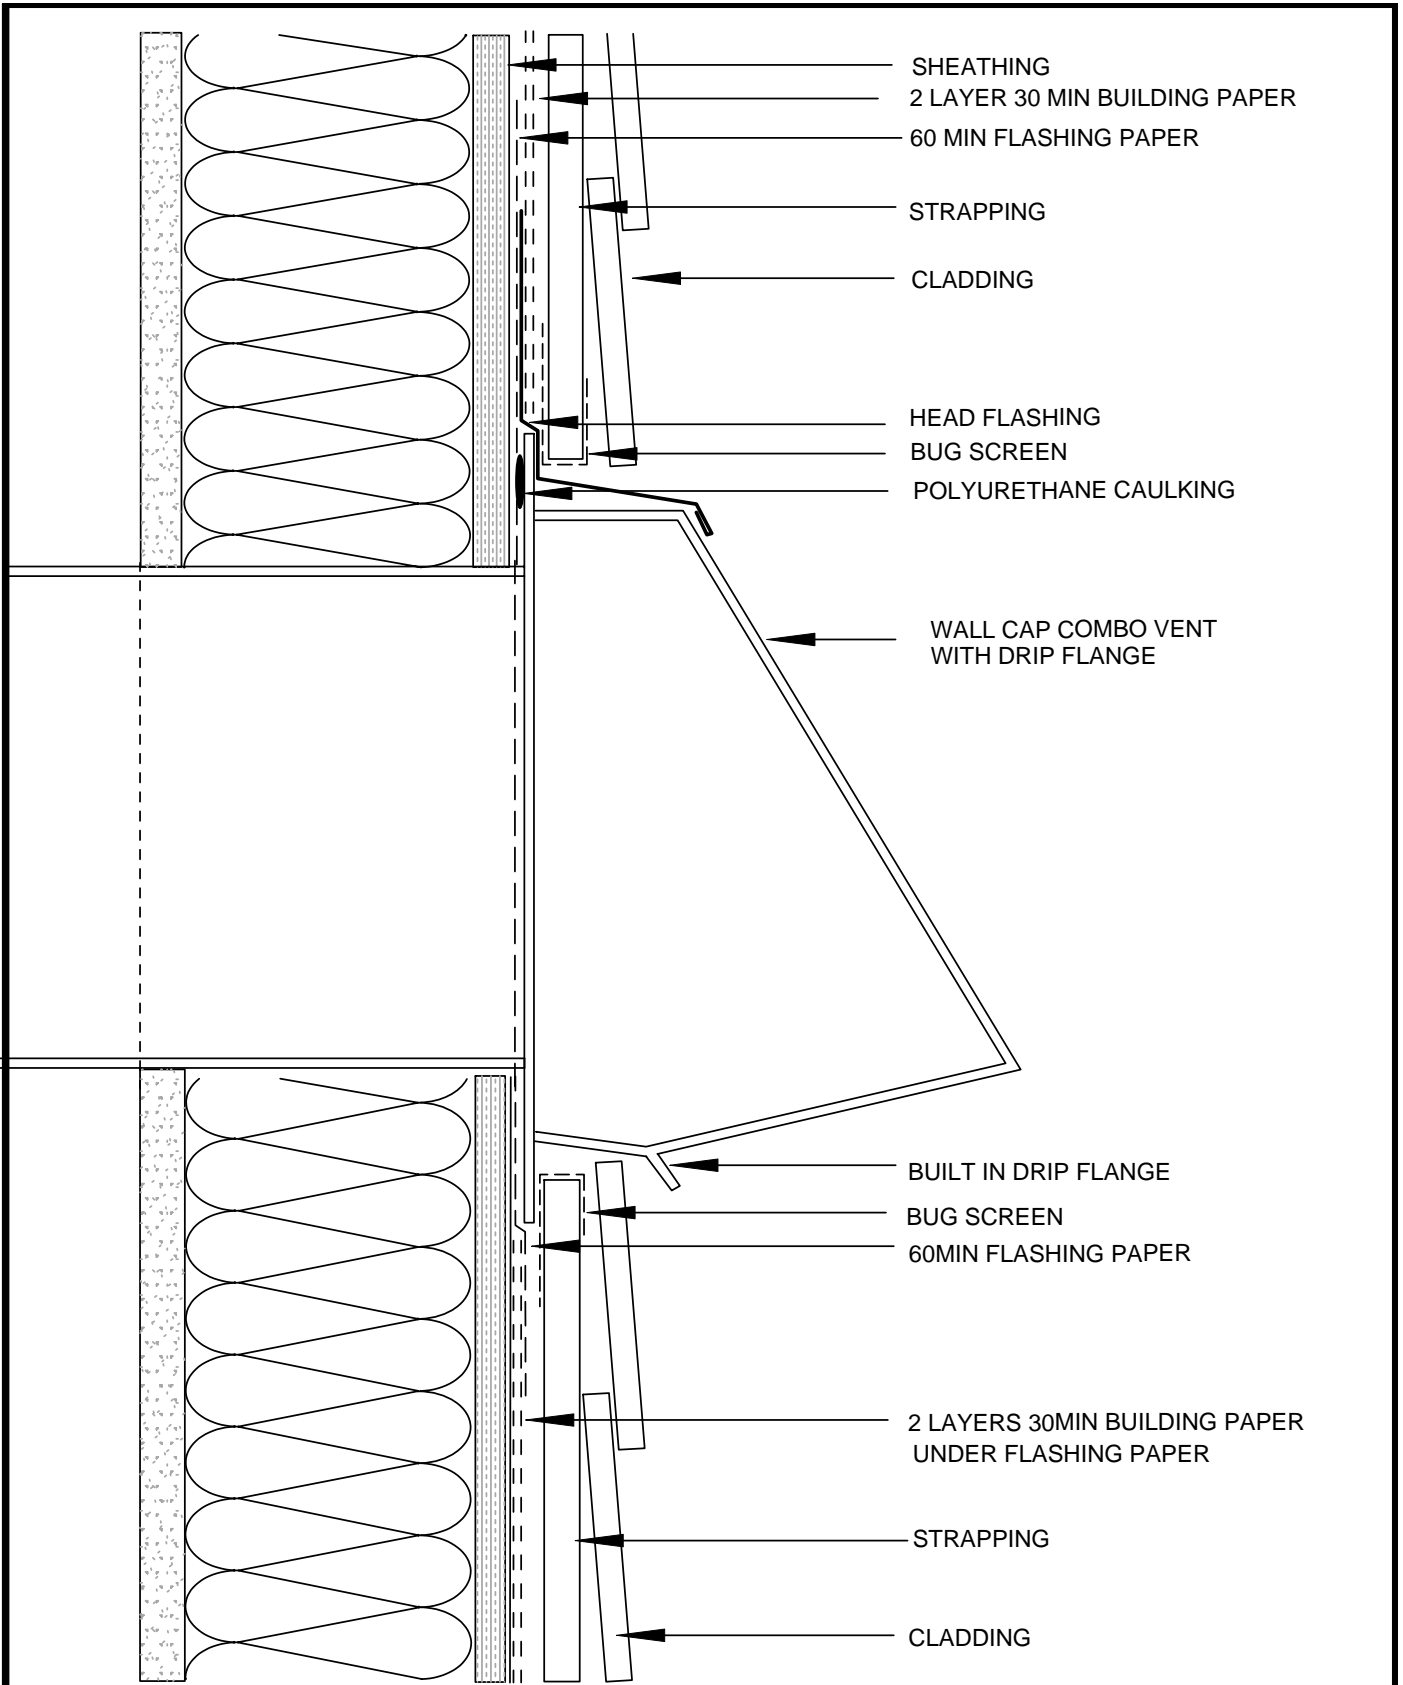 SHEATHING
2 LAYER 30 MIN BUILDING PAPER
60 MIN FLASHING PAPER
STRAPPING
CLADDING
HEAD FLASHING
BUG SCREEN
POLYURETHANE CAULKING
WALL CAP COMBO VENT
WITH DRIP FLANGE
BUILT IN DRIP FLANGE
BUG SCREEN
60MIN FLASHING PAPER
2 LAYERS 30MIN BUILDING PAPER
UNDER FLASHING PAPER
STRAPPING
CLADDING